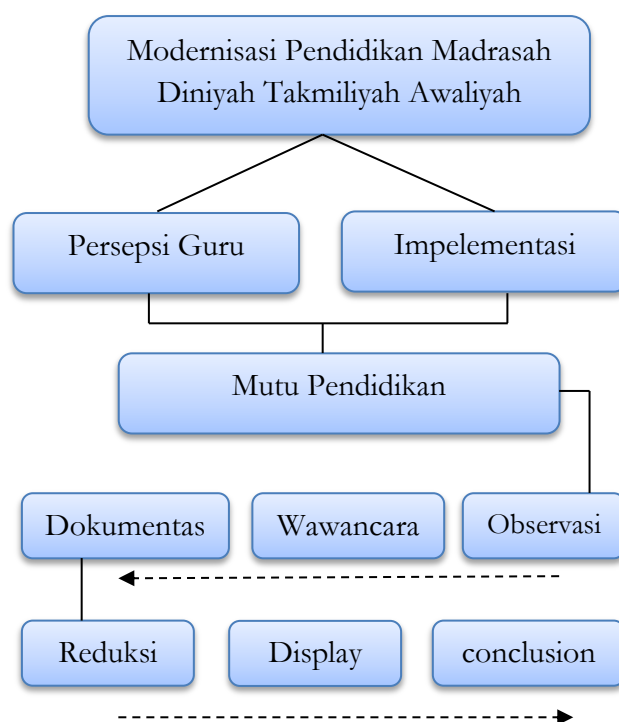 Modernisasi Pendidikan Madrasah
Diniyah Takmiliyah Awaliyah
Persepsi Guru
Impelementasi
Mutu Pendidikan
Dokumentas
Wawancara
Observasi
Reduksi
Display
conclusion